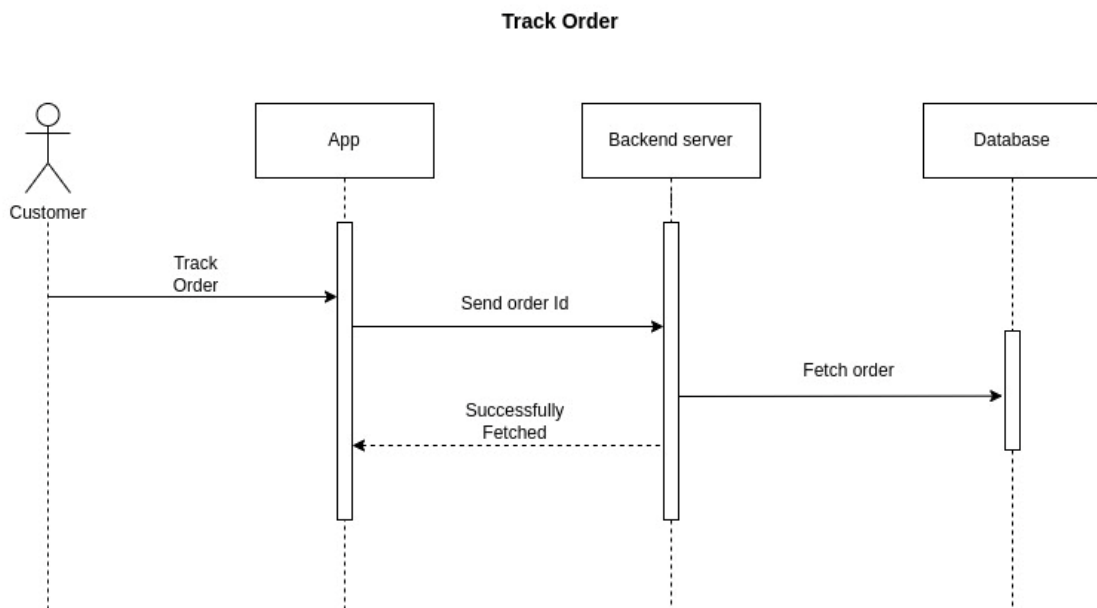 Track Order
App
Backend server
Database
Customer
Track
Order
Send order Id
Fetch order
Successfully
Fetched